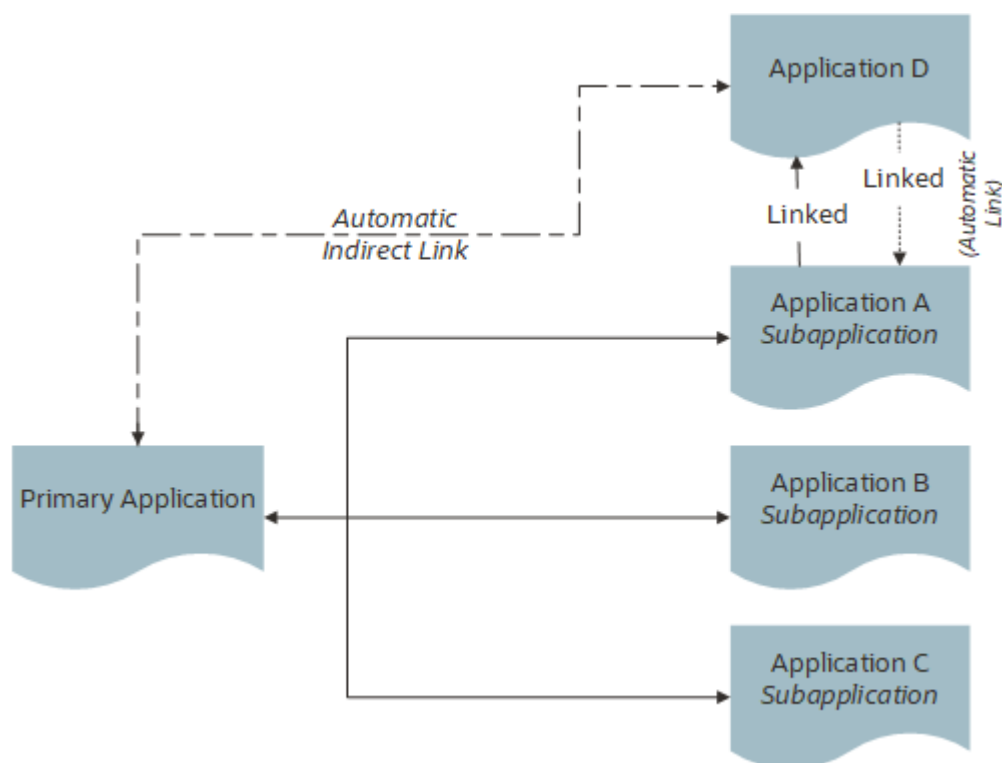 Application D
Linked
(Automatic
Link)
Linked
Automatic
Indirect Link
Application A
Subapplication
Primary Application
Application B
Subapplication
Application C
Subapplication